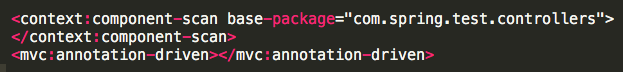 <context:component-scan base-package="com.spring.test.controllers">
</context:component-scan>
<mvc:annotation-driven></mvc:annotation-driven>